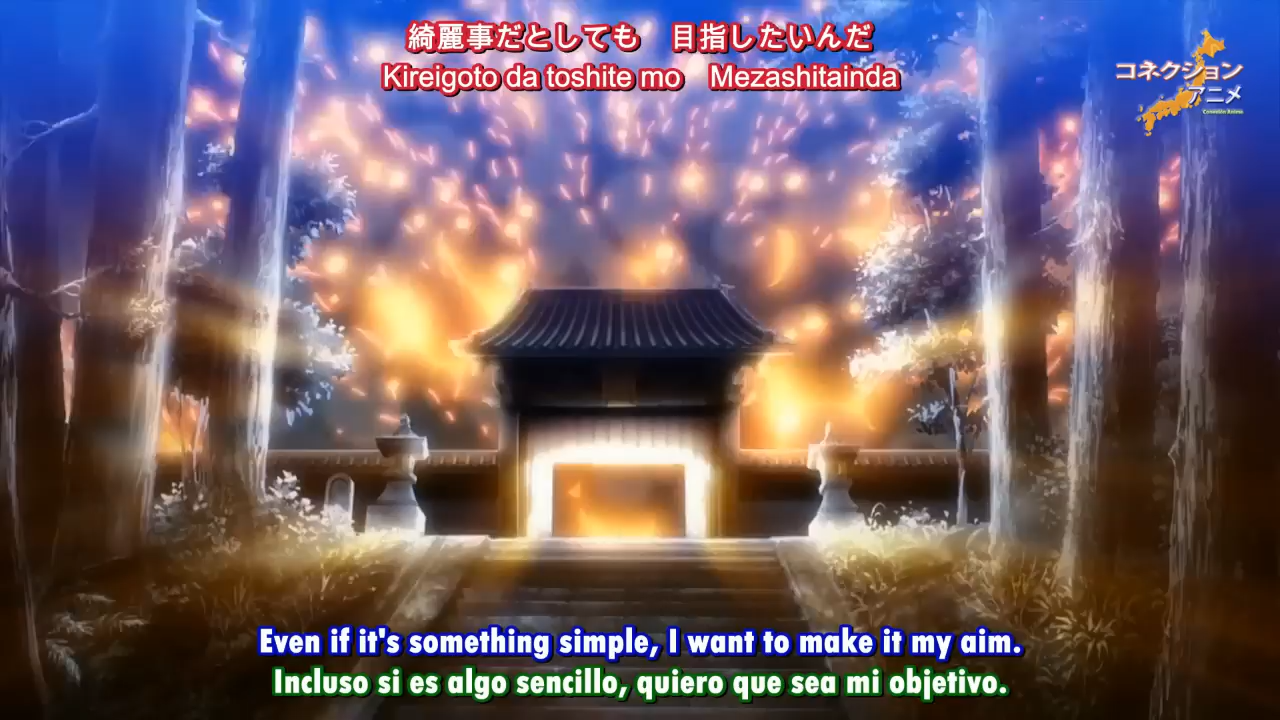 綺麗事だとしても　目指したいんだ
Kireigoto da toshite mo　Mezashitainda
コネクション
アニメ
Conexión Anime
Even if it's something simple, I want to make it my aim.
Incluso si es algo sencillo, quiero que sea mi objetivo.